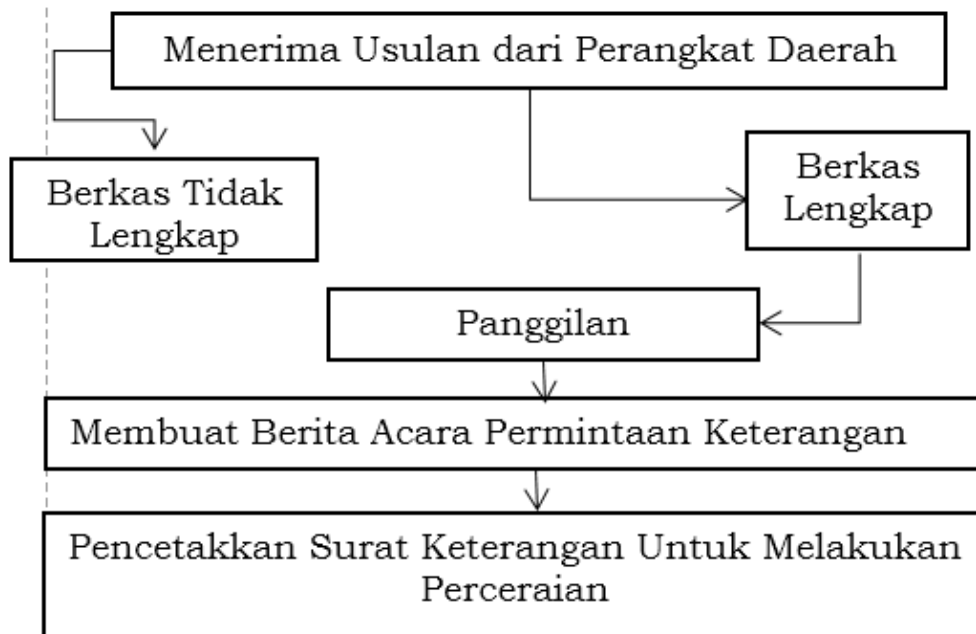 Menerima Usulan dari Perangkat Daerah
Berkas Tidak
Lengkap
Berkas
Lengkap
Panggilan
Membuat Berita Acara Permintaan Keterangan
Pencetakkan Surat Keterangan Untuk Melakukan
Perceraian